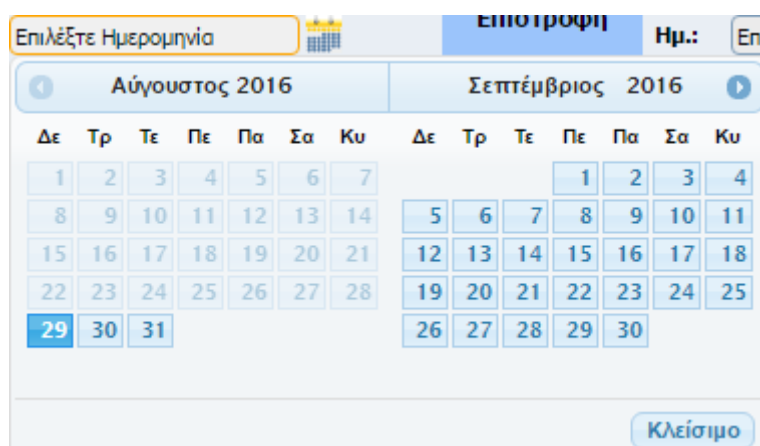 Επιστροφή
Επιλέξτε Ημερομηνία Ημ.: Επ
Αύγουστος 2016 Σεπτέμβριος 2016
Δε Τρ Τε Πε Πα Σα Κυ Δε Τρ Τε Πε Πα Σα Κυ
1 2 3 4 5 6 7 1 2 3 4
8 9 10 11 12 13 14 5 6 7 8 9 10 11
15 16 17 18 19 20 21 12 13 14 15 16 17 18
22 23 24 25 26 27 28 19 20 21 22 23 24 25
29 30 31 26 27 28 29 30
Κλείσιμο